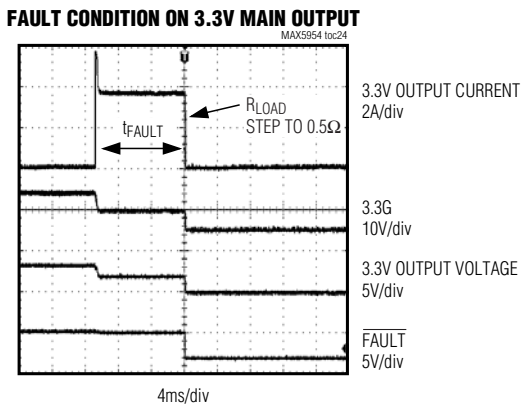 FAULT CONDITION ON 3.3V MAIN OUTPUT
MAX5954 toc24
3.3V OUTPUT CURRENT
2A/div
RLOAD
STEP TO 0.5Ω
tFAULT
3.3G
10V/div
3.3V OUTPUT VOLTAGE
5V/div
FAULT
5V/div
4ms/div